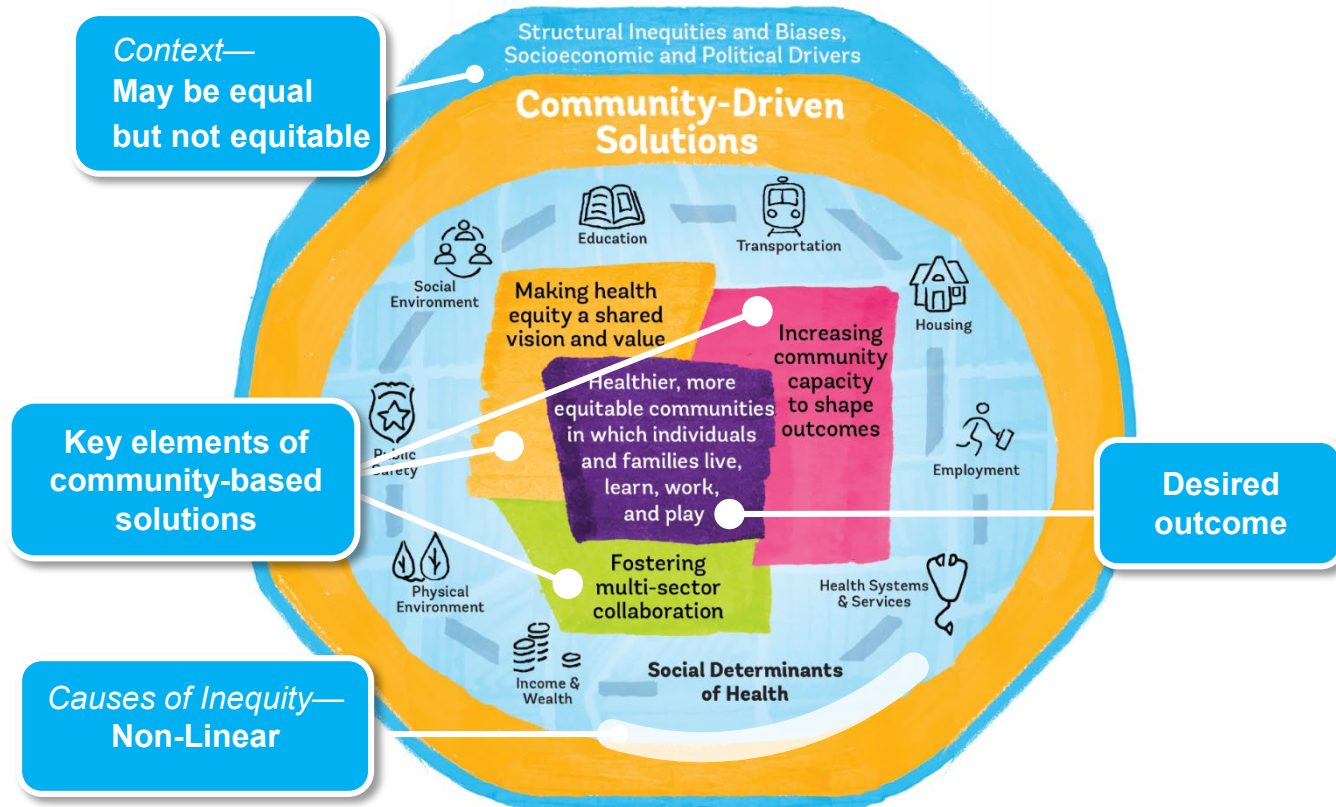 Context—
May be equal
but not equitable
Structural Inequities and Biases,
Socioeconomic and Political Drivers
Community-Driven
Solutions
Education
Transportation
Social
Environment
Housing
Making health
equity a shared
vision and value
Increasing
community
capacity
to shape
outcomes
Healthier, more
equitable communities
in which individuals
and families live,
learn, work,
and play
Public
Safety
Employment
Key elements of
community-based
solutions
Desired
outcome
Physical
Environment
Fostering
multi-sector
collaboration
Health Systems
& Services
Income &
Wealth
Social Determinants
of Health
Causes of Inequity—
Non-Linear